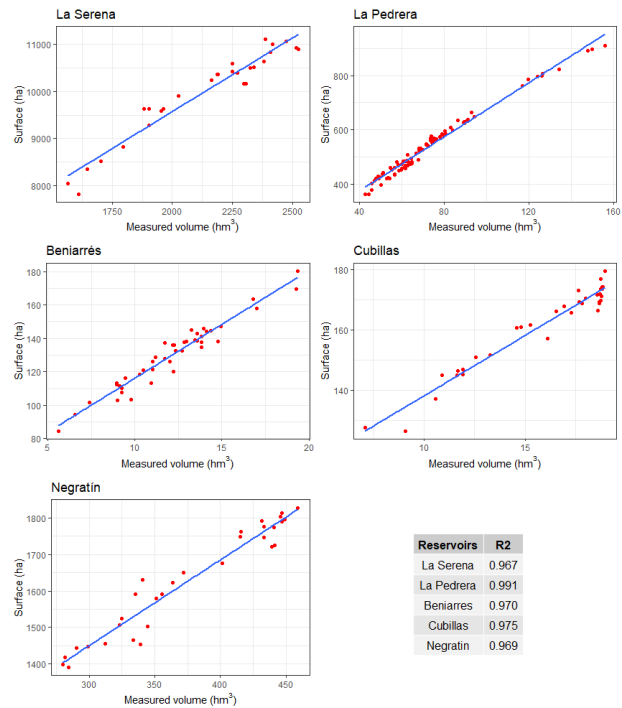 La Serena
Surface (ha)
11000
10000
9000
8000
1750
2000
2250
2500
Measured volume (hm³)
La Pedrera
Surface (ha)
800
600
400
40
80
120
160
Measured volume (hm³)
Beniarrés
Surface (ha)
180
160
140
120
100
80
5
10
15
20
Measured volume (hm³)
Cubillas
Surface (ha)
180
160
140
10
15
Measured volume (hm³)
Negratín
Surface (ha)
1800
1700
1600
1500
1400
300
350
400
450
Measured volume (hm³)
Reservoirs R2
La Serena 0.967
La Pedrera 0.991
Beniarres 0.970
Cubillas 0.975
Negratin 0.969